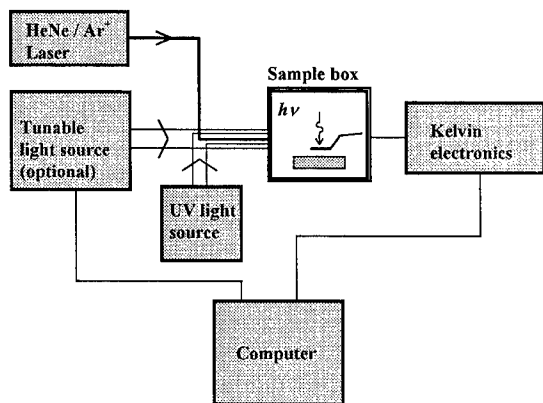 HeNe / Ar⁺
Laser
Sample box
hν
Tunable
light source
(optional)
Kelvin
electronics
UV light
source
Computer